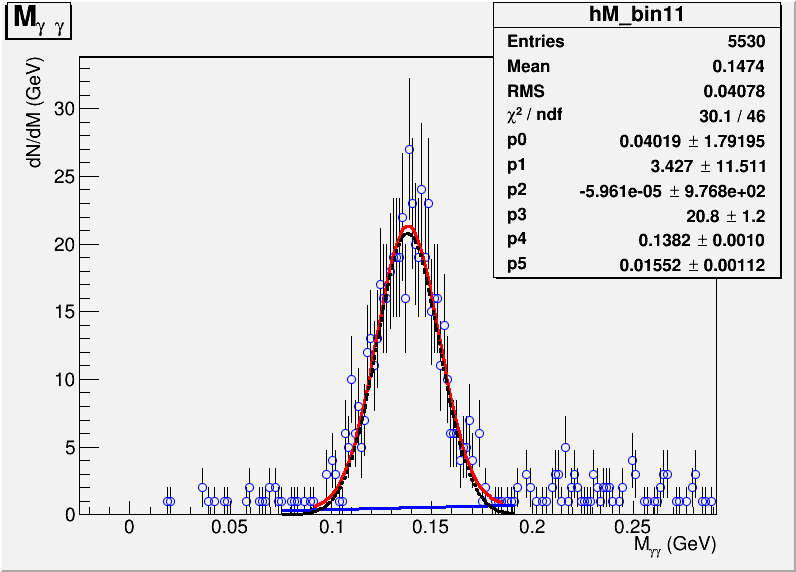 M_γ γ
hM_bin11
Entries 5530
Mean 0.1474
RMS 0.04078
χ² / ndf 30.1 / 46
p0 0.04019 ± 1.79195
p1 3.427 ± 11.511
p2 -5.961e-05 ± 9.768e+02
p3 20.8 ± 1.2
p4 0.1382 ± 0.0010
p5 0.01552 ± 0.00112
dN/dM (GeV)
30
25
20
15
10
5
0
0 0.05 0.1 0.15 0.2 0.25
M_γγ (GeV)